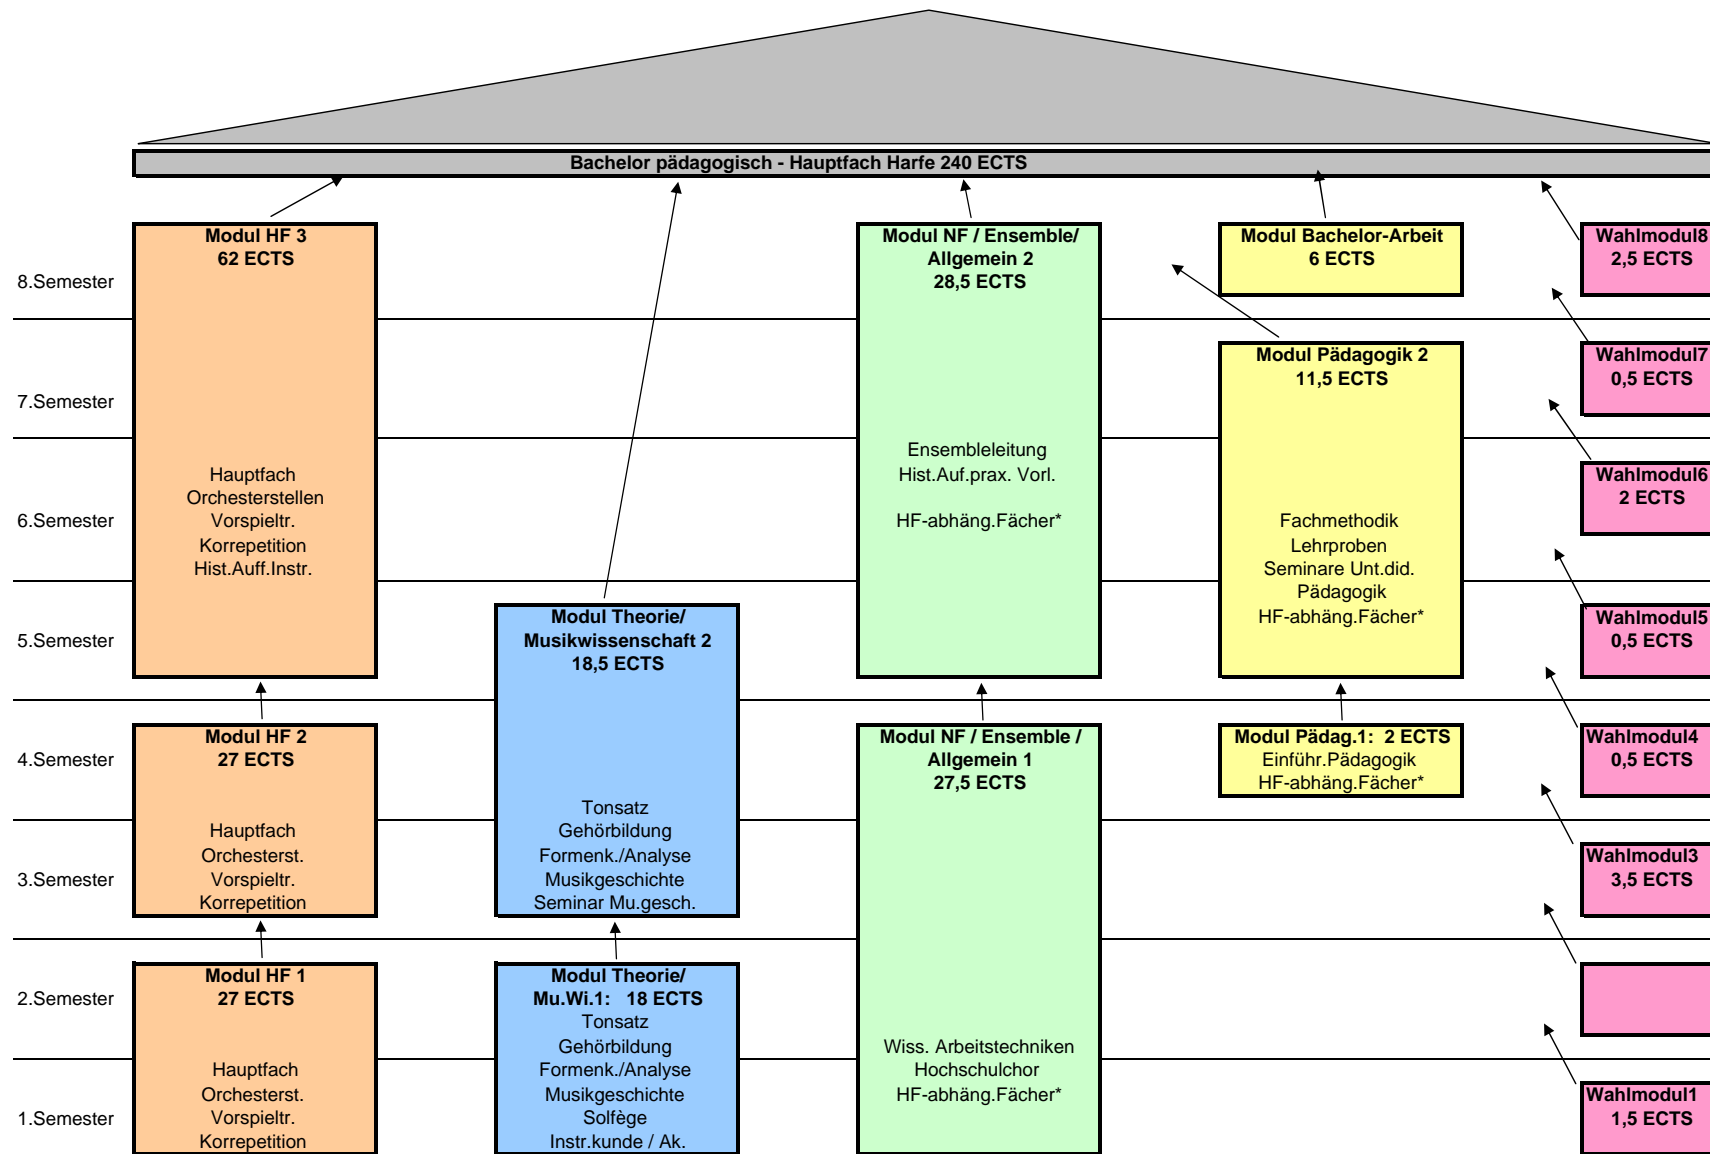 Bachelor pädagogisch - Hauptfach Harfe 240 ECTS
Modul HF 3
62 ECTS
Hauptfach
Orchesterstellen
Vorspieltr.
Korrepetition
Hist.Auff.Instr.
Modul NF / Ensemble/
Allgemein 2
28,5 ECTS
Ensembleleitung
Hist.Auf.prax. Vorl.
HF-abhäng.Fächer*
Modul Bachelor-Arbeit
6 ECTS
Wahlmodul8
2,5 ECTS
8.Semester
Modul Pädagogik 2
11,5 ECTS
Fachmethodik
Lehrproben
Seminare Unt.did.
Pädagogik
HF-abhäng.Fächer*
Wahlmodul7
0,5 ECTS
7.Semester
Wahlmodul6
2 ECTS
6.Semester
Modul Theorie/
Musikwissenschaft 2
18,5 ECTS
Tonsatz
Gehörbildung
Formenk./Analyse
Musikgeschichte
Seminar Mu.gesch.
Wahlmodul5
0,5 ECTS
5.Semester
Modul HF 2
27 ECTS
Hauptfach
Orchesterst.
Vorspieltr.
Korrepetition
Modul NF / Ensemble /
Allgemein 1
27,5 ECTS
Wiss. Arbeitstechniken
Hochschulchor
HF-abhäng.Fächer*
Modul Pädag.1: 2 ECTS
Einführ.Pädagogik
HF-abhäng.Fächer*
Wahlmodul4
0,5 ECTS
4.Semester
Wahlmodul3
3,5 ECTS
3.Semester
Modul HF 1
27 ECTS
Hauptfach
Orchesterst.
Vorspieltr.
Korrepetition
Modul Theorie/
Mu.Wi.1: 18 ECTS
Tonsatz
Gehörbildung
Formenk./Analyse
Musikgeschichte
Solfège
Instr.kunde / Ak.
2.Semester
Wahlmodul1
1,5 ECTS
1.Semester